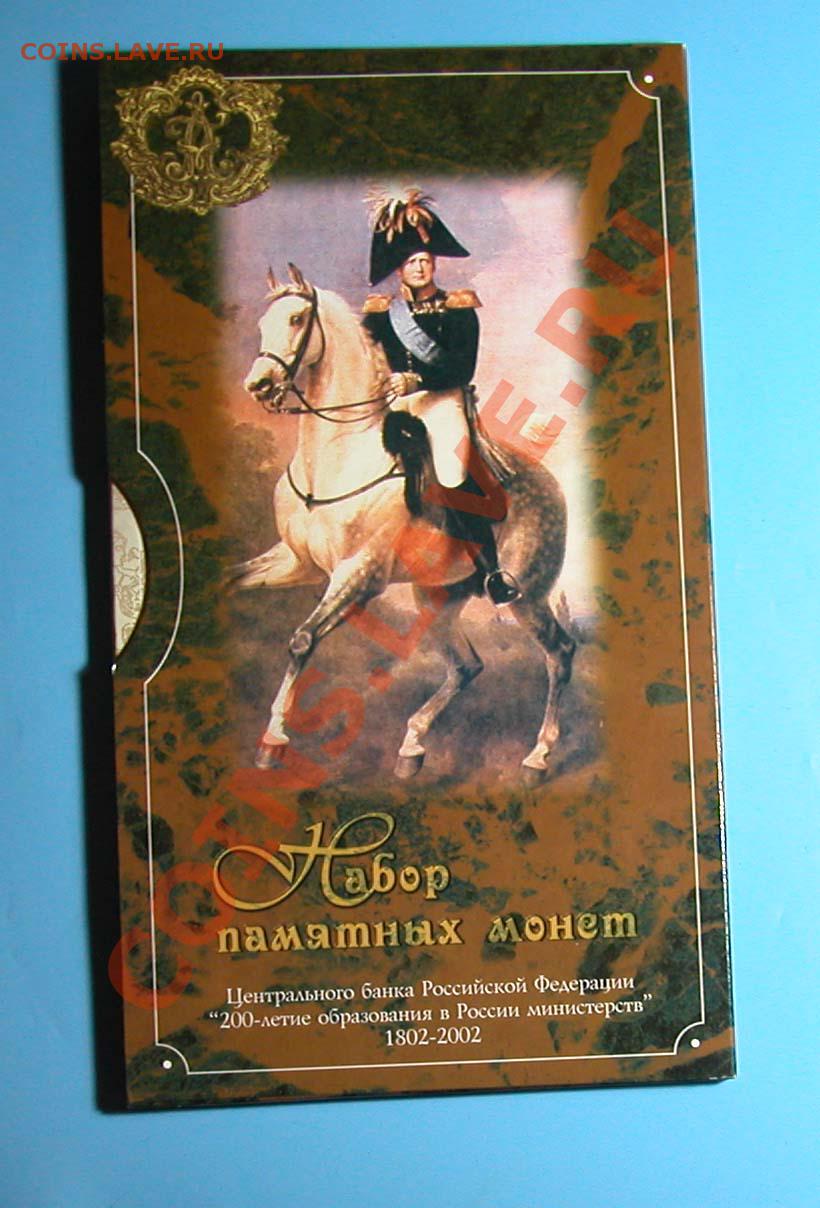 COINS.LAVE.RU
COINS.LAVE.RU
Набор
памятных монет
Центрального банка Российской Федерации
“200-летие образования в России министерств”
1802-2002